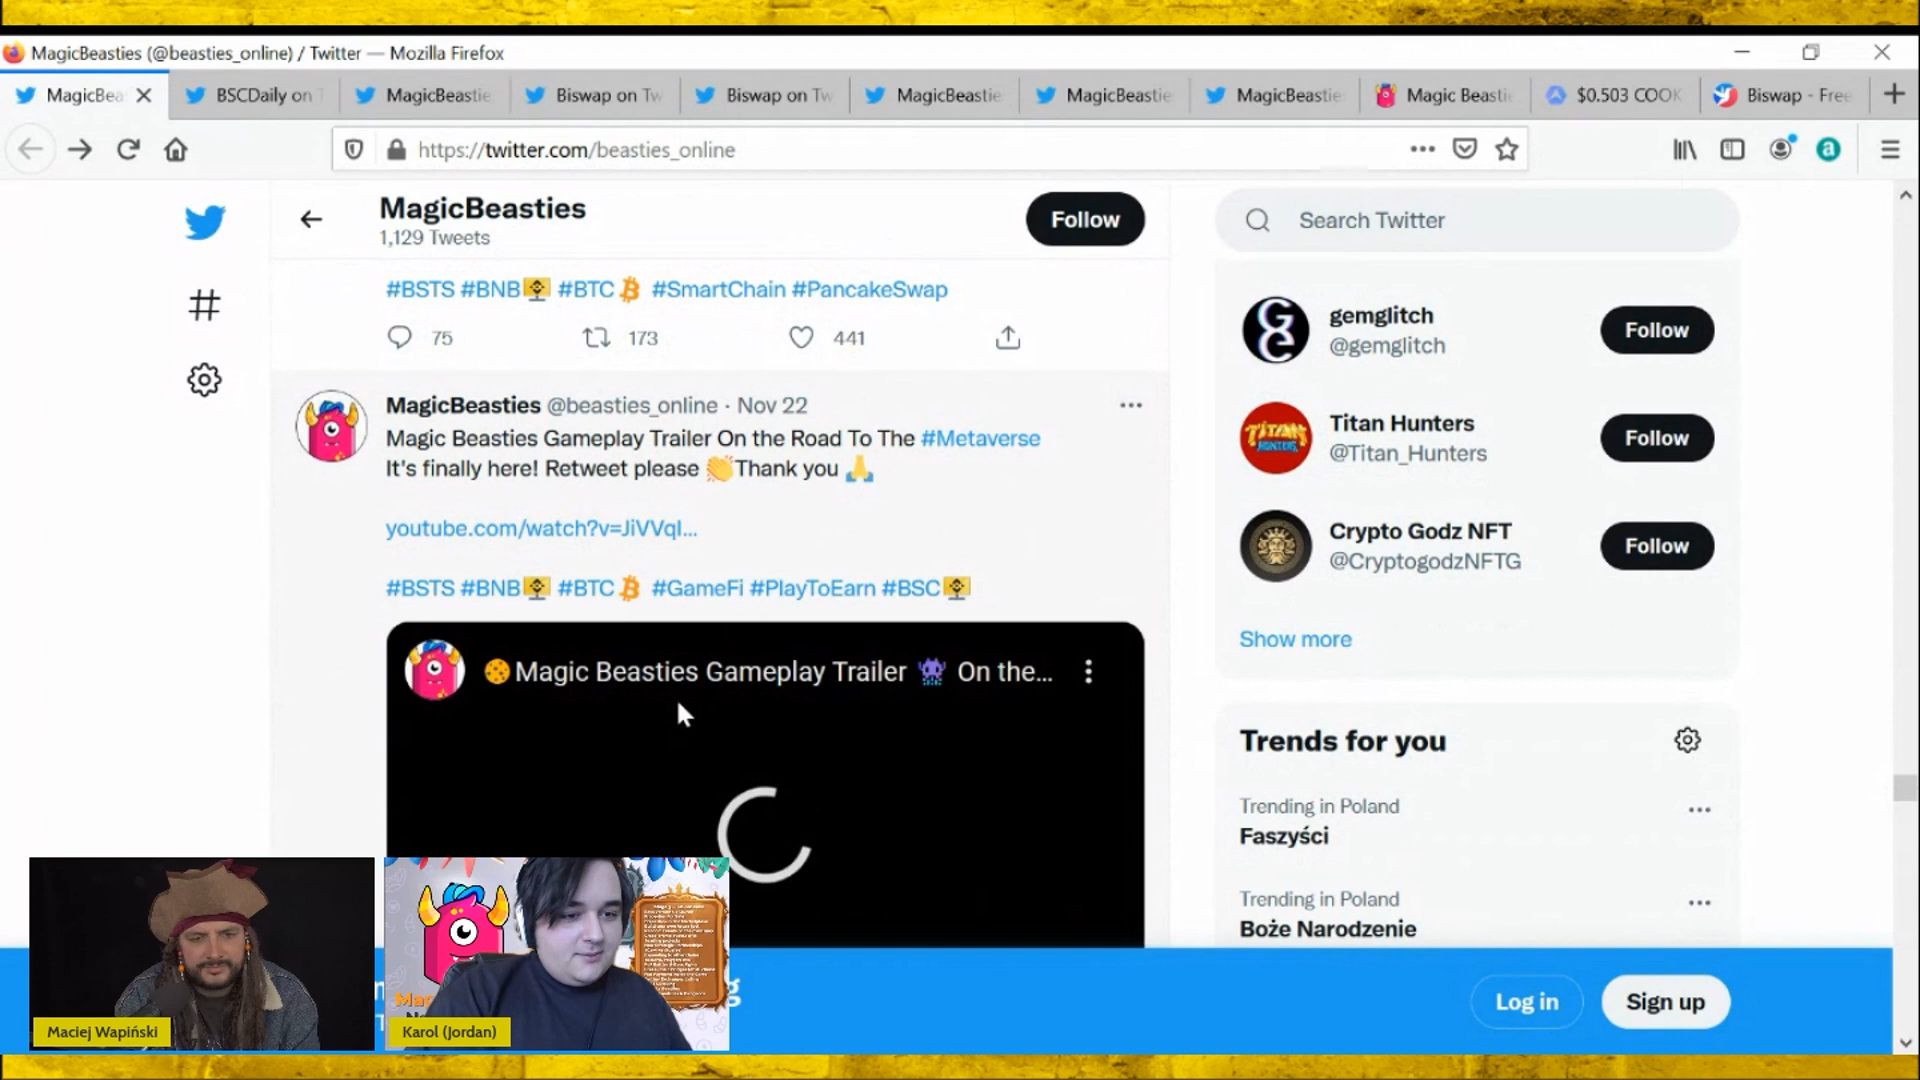 MagicBeasties (@beasties_online) / Twitter — Mozilla Firefox
MagicBea
BSCDaily on T
MagicBeastie
Biswap on Tw
Biswap on Tw
MagicBeastie
MagicBeastie
MagicBeastie
Magic Beastie
$0.503 COOK
Biswap - Free
https://twitter.com/beasties_online
MagicBeasties
1,129 Tweets
Follow
Search Twitter
#BSTS #BNB #BTC #SmartChain #PancakeSwap
75
173
441
MagicBeasties @beasties_online · Nov 22
Magic Beasties Gameplay Trailer On the Road To The #Metaverse
It's finally here! Retweet please 👏Thank you 🙏
youtube.com/watch?v=JiVVqI...
#BSTS #BNB #BTC #GameFi #PlayToEarn #BSC
🍪Magic Beasties Gameplay Trailer 👾 On the...
gemglitch
@gemglitch
Follow
TITAN
HUNTERS
Titan Hunters
@Titan_Hunters
Follow
Crypto Godz NFT
@CryptogodzNFTG
Follow
Show more
Trends for you
Trending in Poland
Faszyści
Trending in Poland
Boże Narodzenie
Log in
Sign up
Maciej Wapiński
Karol (Jordan)